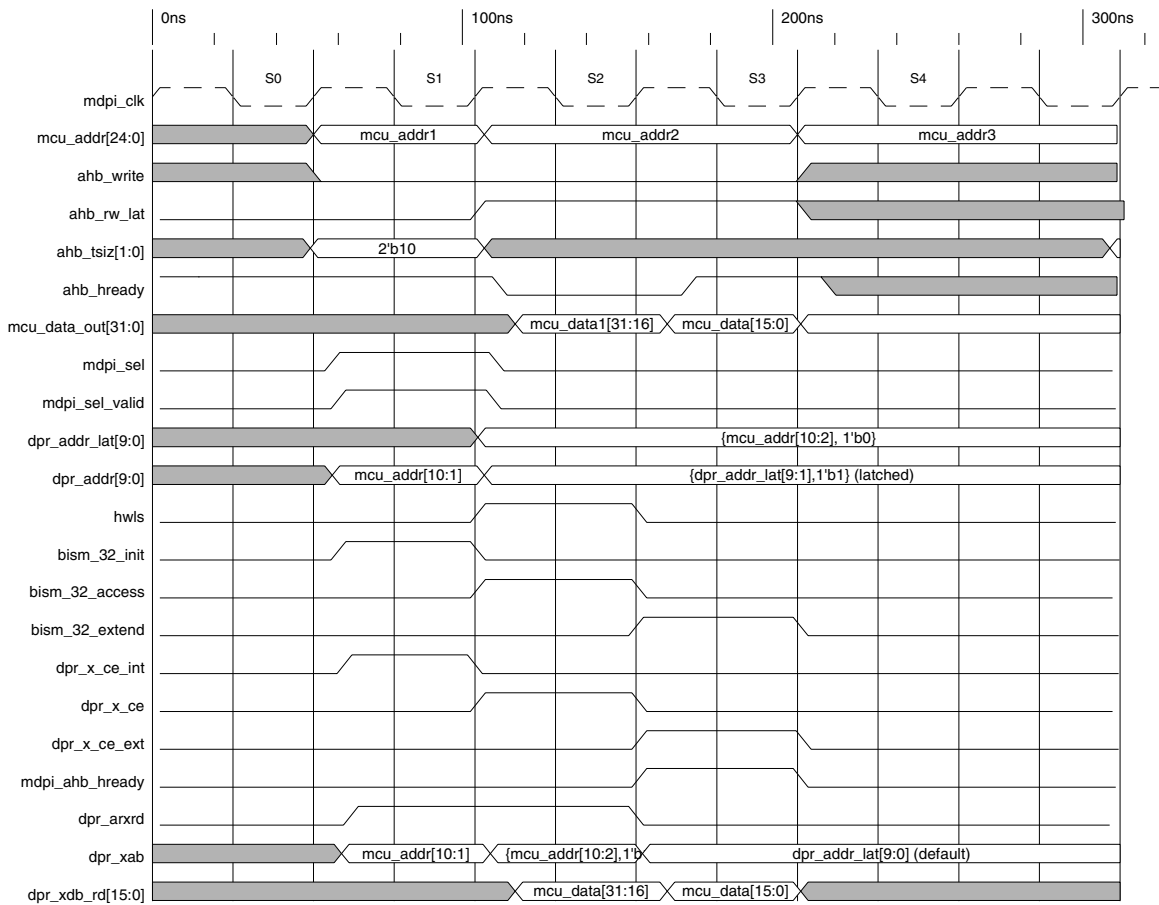 0ns 100ns 200ns 300ns
S0 S1 S2 S3 S4
mdpi_clk
mcu_addr[24:0] mcu_addr1 mcu_addr2 mcu_addr3
ahb_write
ahb_rw_lat
ahb_tsiz[1:0] 2'b10
ahb_hready
mcu_data_out[31:0] mcu_data1[31:16] mcu_data[15:0]
mdpi_sel
mdpi_sel_valid
dpr_addr_lat[9:0] {mcu_addr[10:2], 1'b0}
dpr_addr[9:0] mcu_addr[10:1] {dpr_addr_lat[9:1],1'b1} (latched)
hwls
bism_32_init
bism_32_access
bism_32_extend
dpr_x_ce_int
dpr_x_ce
dpr_x_ce_ext
mdpi_ahb_hready
dpr_arxrd
dpr_xab mcu_addr[10:1] {mcu_addr[10:2],1'b dpr_addr_lat[9:0] (default)
dpr_xdb_rd[15:0] mcu_data[31:16] mcu_data[15:0]